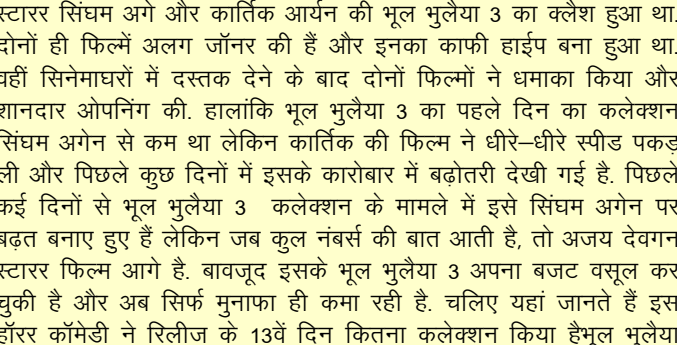 स्टारर सिंघम अगे और कार्तिक आर्यन की भूल भुलैया 3 का क्लैश हुआ था.
दोनों ही फिल्में अलग जॉनर की हैं और इनका काफी हाईप बना हुआ था.
वहीं सिनेमाघरों में दस्तक देने के बाद दोनों फिल्मों ने धमाका किया और
शानदार ओपनिंग की. हालांकि भूल भुलैया 3 का पहले दिन का कलेक्शन
सिंघम अगेन से कम था लेकिन कार्तिक की फिल्म ने धीरे–धीरे स्पीड पकड़
ली और पिछले कुछ दिनों में इसके कारोबार में बढ़ोतरी देखी गई है. पिछले
कई दिनों से भूल भुलैया 3 कलेक्शन के मामले में इसे सिंघम अगेन पर
बढ़त बनाए हुए हैं लेकिन जब कुल नंबर्स की बात आती है, तो अजय देवगन
स्टारर फिल्म आगे है. बावजूद इसके भूल भुलैया 3 अपना बजट वसूल कर
चुकी है और अब सिर्फ मुनाफा ही कमा रही है. चलिए यहां जानते हैं इस
हॉरर कॉमेडी ने रिलीज के 13वें दिन कितना कलेक्शन किया हैभूल भुलैया